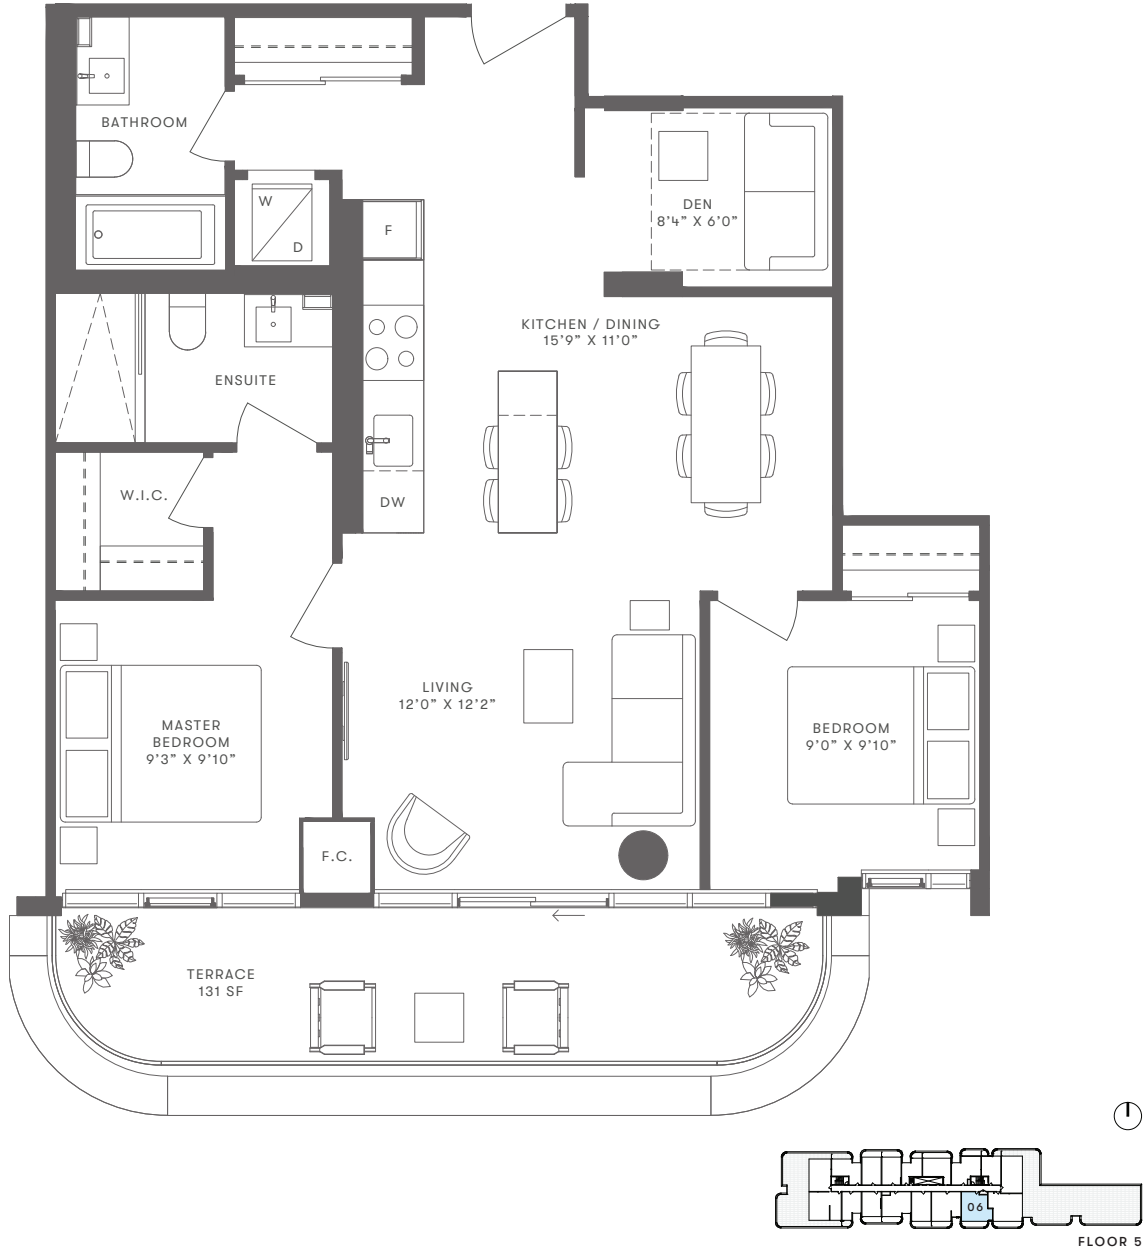 BATHROOM
W
D
F
DEN
8'4” X 6'0”
KITCHEN / DINING
15'9” X 11'0”
ENSUITE
W.I.C.
DW
LIVING
12'0” X 12'2”
MASTER
BEDROOM
9'3” X 9'10”
BEDROOM
9'0” X 9'10”
F.C.
TERRACE
131 SF
06
FLOOR 5